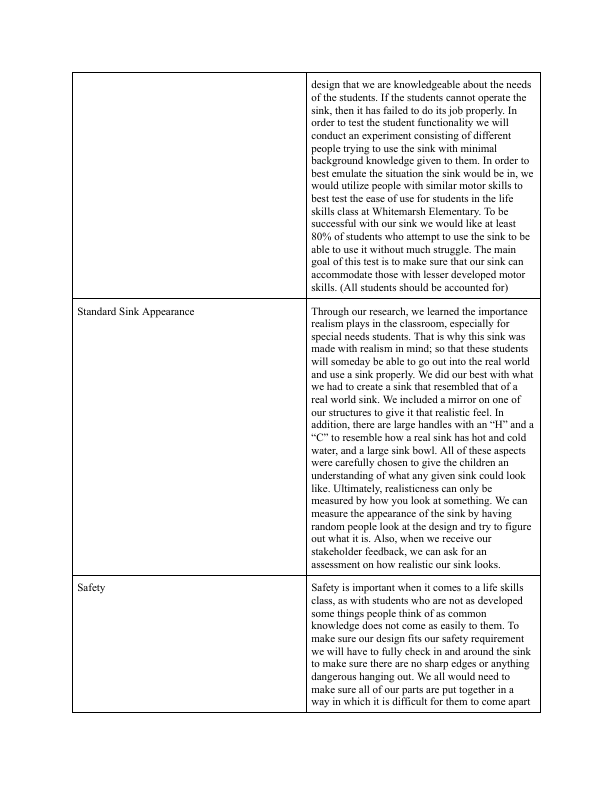 design that we are knowledgeable about the needs
of the students. If the students cannot operate the
sink, then it has failed to do its job properly. In
order to test the student functionality we will
conduct an experiment consisting of different
people trying to use the sink with minimal
background knowledge given to them. In order to
best emulate the situation the sink would be in, we
would utilize people with similar motor skills to
best test the ease of use for students in the life
skills class at Whitemarsh Elementary. To be
successful with our sink we would like at least
80% of students who attempt to use the sink to be
able to use it without much struggle. The main
goal of this test is to make sure that our sink can
accommodate those with lesser developed motor
skills. (All students should be accounted for)
Standard Sink Appearance
Through our research, we learned the importance
realism plays in the classroom, especially for
special needs students. That is why this sink was
made with realism in mind; so that these students
will someday be able to go out into the real world
and use a sink properly. We did our best with what
we had to create a sink that resembled that of a
real world sink. We included a mirror on one of
our structures to give it that realistic feel. In
addition, there are large handles with an “H” and a
“C” to resemble how a real sink has hot and cold
water, and a large sink bowl. All of these aspects
were carefully chosen to give the children an
understanding of what any given sink could look
like. Ultimately, realisticness can only be
measured by how you look at something. We can
measure the appearance of the sink by having
random people look at the design and try to figure
out what it is. Also, when we receive our
stakeholder feedback, we can ask for an
assessment on how realistic our sink looks.
Safety
Safety is important when it comes to a life skills
class, as with students who are not as developed
some things people think of as common
knowledge does not come as easily to them. To
make sure our design fits our safety requirement
we will have to fully check in and around the sink
to make sure there are no sharp edges or anything
dangerous hanging out. We all would need to
make sure all of our parts are put together in a
way in which it is difficult for them to come apart